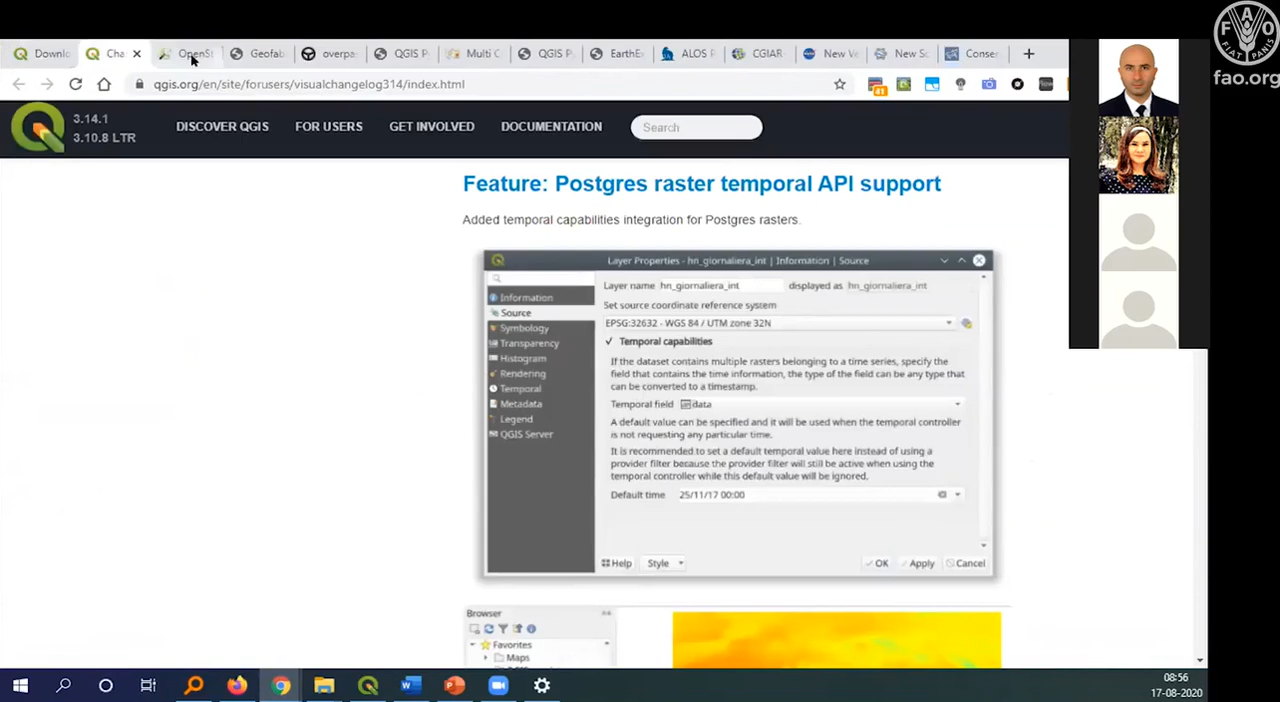 Downlo
Cha
OpenSt
Geofab
overpa
QGIS P
Multi C
QGIS P
EarthEx
ALOS P
CGIAR
New Ve
New Sc
Conser
FAO
FIAT PANIS
fao.org
qgis.org/en/site/forusers/visualchangelog314/index.html
41
3.14.1
3.10.8 LTR
DISCOVER QGIS
FOR USERS
GET INVOLVED
DOCUMENTATION
Search
Feature: Postgres raster temporal API support
Added temporal capabilities integration for Postgres rasters.
Layer Properties - hn_giornaliera_int | Information | Source
Information
Source
Symbology
Transparency
Histogram
Rendering
Temporal
Metadata
Legend
QGIS Server
Layer name hn_giornaliera_int displayed as hn_giornaliera_int
Set source coordinate reference system
EPSG:32632 - WGS 84 / UTM zone 32N
Temporal capabilities
If the dataset contains multiple rasters belonging to a time series, specify the
field that contains the time information, the type of the field can be any type that
can be converted to a timestamp.
Temporal field data
A default value can be specified and it will be used when the temporal controller
is not requesting any particular time.
It is recommended to set a default temporal value here instead of using a
provider filter because the provider filter will still be active when using the
temporal controller while this default value will be ignored.
Default time 25/11/17 00:00
Help Style OK Apply Cancel
Browser
Favorites
Maps
08:56
17-08-2020